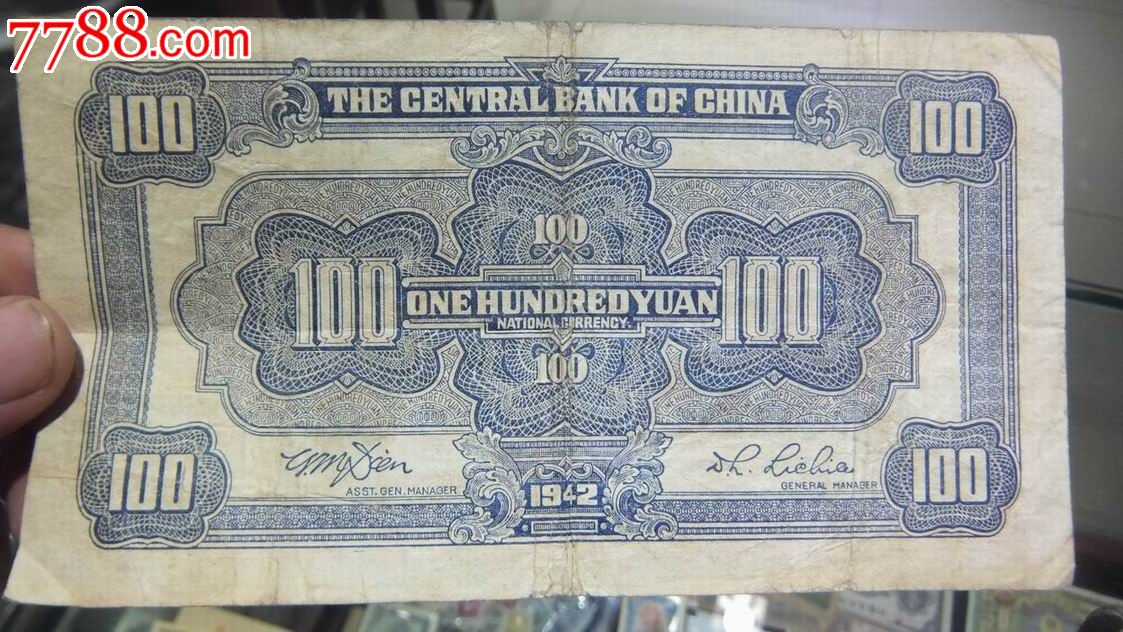 7788.com
THE CENTRAL BANK OF CHINA
100 100
100
100 ONE HUNDRED YUAN 100
NATIONAL CURRENCY
100
100 100
ASST. GEN. MANAGER
GENERAL MANAGER
1942